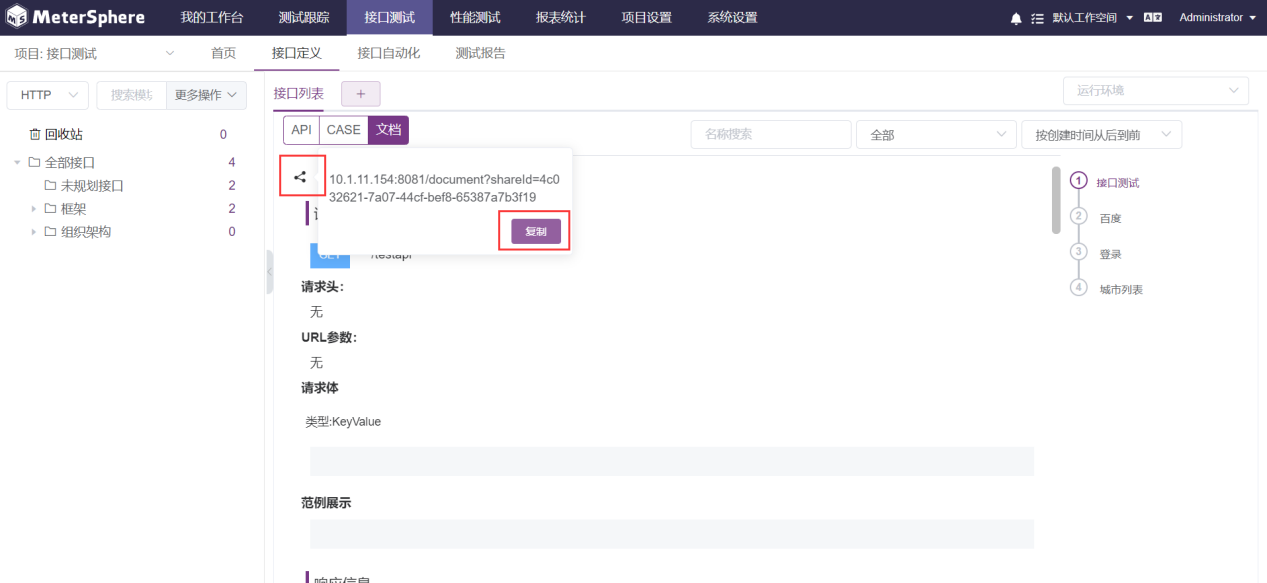 MeterSphere
我的工作台
测试跟踪
接口测试
性能测试
报表统计
项目设置
系统设置
默认工作空间
Administrator
项目: 接口测试
首页
接口定义
接口自动化
测试报告
HTTP
搜索模块
更多操作
回收站 0
全部接口 4
未规划接口 2
框架 2
组织架构 0
接口列表
+
运行环境
API
CASE
文档
名称搜索
全部
按创建时间从后到前
10.1.11.154:8081/document?shareId=4c0
32621-7a07-44cf-bef8-65387a7b3f19
复制
GET
/testapi
请求头:
无
URL参数:
无
请求体
类型:KeyValue
范例展示
响应信息
1 接口测试
2 百度
3 登录
4 城市列表